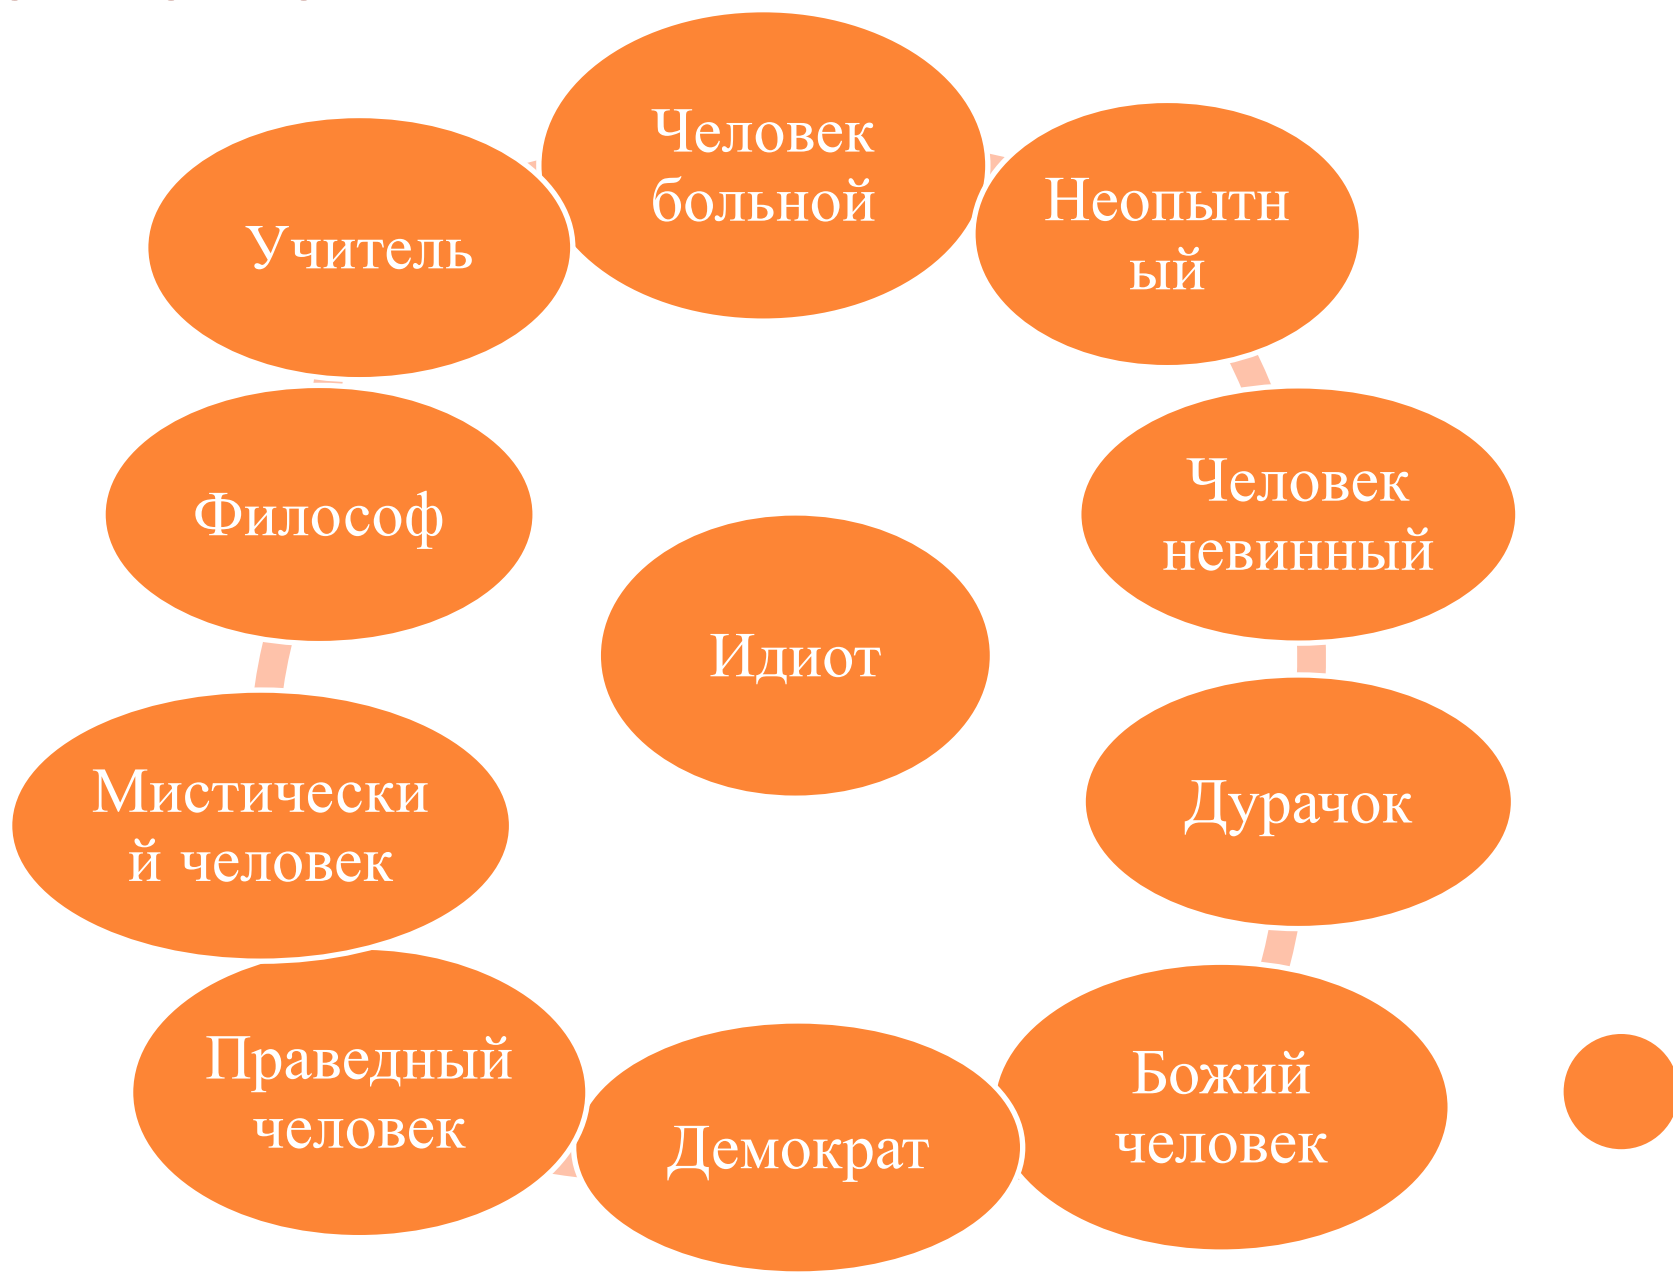 Человек
больной
Неопытн
ый
Человек
невинный
Дурачок
Божий
человек
Демократ
Праведный
человек
Мистически
й человек
Философ
Учитель
Идиот